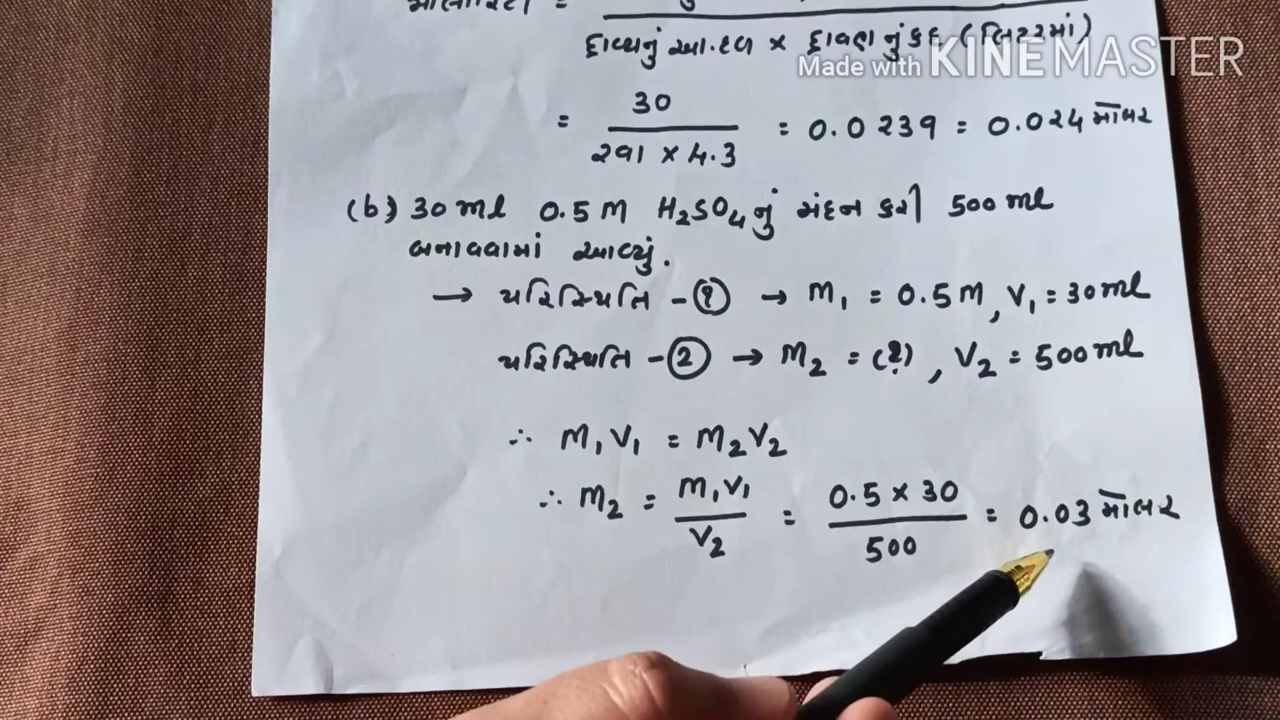 મોલારિટી =
દ્રાવ્યનું આ.દળ × દ્રાવણનું કદ (લિટરમાં)
Made with KINEMASTER
= 30 / 291 × 4.3 = 0.0239 = 0.024 મોલર
(b) 30 ml 0.5 M H₂SO₄નું મંદન કરી 500 ml
બનાવવામાં આવ્યું.
→ પરિસ્થિતિ - ① → M₁ = 0.5 M, V₁ = 30 ml
પરિસ્થિતિ - ② → M₂ = (?), V₂ = 500 ml
∴ M₁V₁ = M₂V₂
∴ M₂ = M₁V₁ / V₂ = 0.5 × 30 / 500 = 0.03 મોલર